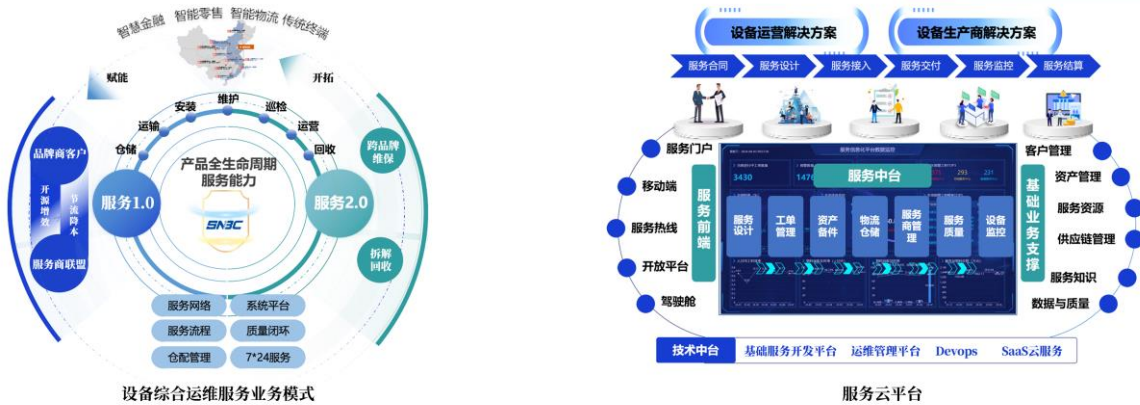 智慧金融 智能零售 智能物流 传统终端
赋能
开拓
仓储
运输
安装
维护
巡检
运营
回收
品牌商客户
开源增效
节流降本
服务商联盟
服务1.0
产品全生命周期
服务能力
SNBC
服务2.0
跨品牌
维保
拆解
回收
服务网络
系统平台
服务流程
质量闭环
仓配管理
7*24服务
设备综合运维服务业务模式
设备运营解决方案
设备生产商解决方案
服务合同
服务设计
服务接入
服务交付
服务监控
服务结算
服务门户
移动端
服务热线
开放平台
驾驶舱
服务前端
3430
1476
293
231
服务中台
服务
设计
工单
管理
资产
备件
物流
仓储
服务
商管
理
服务
质量
设备
监控
基础业务支撑
客户管理
资产管理
服务资源
供应链管理
服务知识
数据与质量
技术中台
基础服务开发平台
运维管理平台
Devops
SaaS云服务
服务云平台